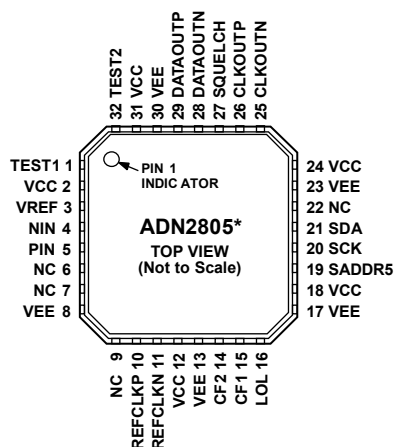 32 TEST2
31 VCC
30 VEE
29 DATAOUTP
28 DATAOUTN
27 SQUELCH
26 CLKOUTP
25 CLKOUTN
TEST1 1
VCC 2
VREF 3
NIN 4
PIN 5
NC 6
NC 7
VEE 8
PIN 1
INDIC ATOR
ADN2805*
TOP VIEW
(Not to Scale)
24 VCC
23 VEE
22 NC
21 SDA
20 SCK
19 SADDR5
18 VCC
17 VEE
NC 9
REFCLKP 10
REFCLKN 11
VCC 12
VEE 13
CF2 14
CF1 15
LOL 16